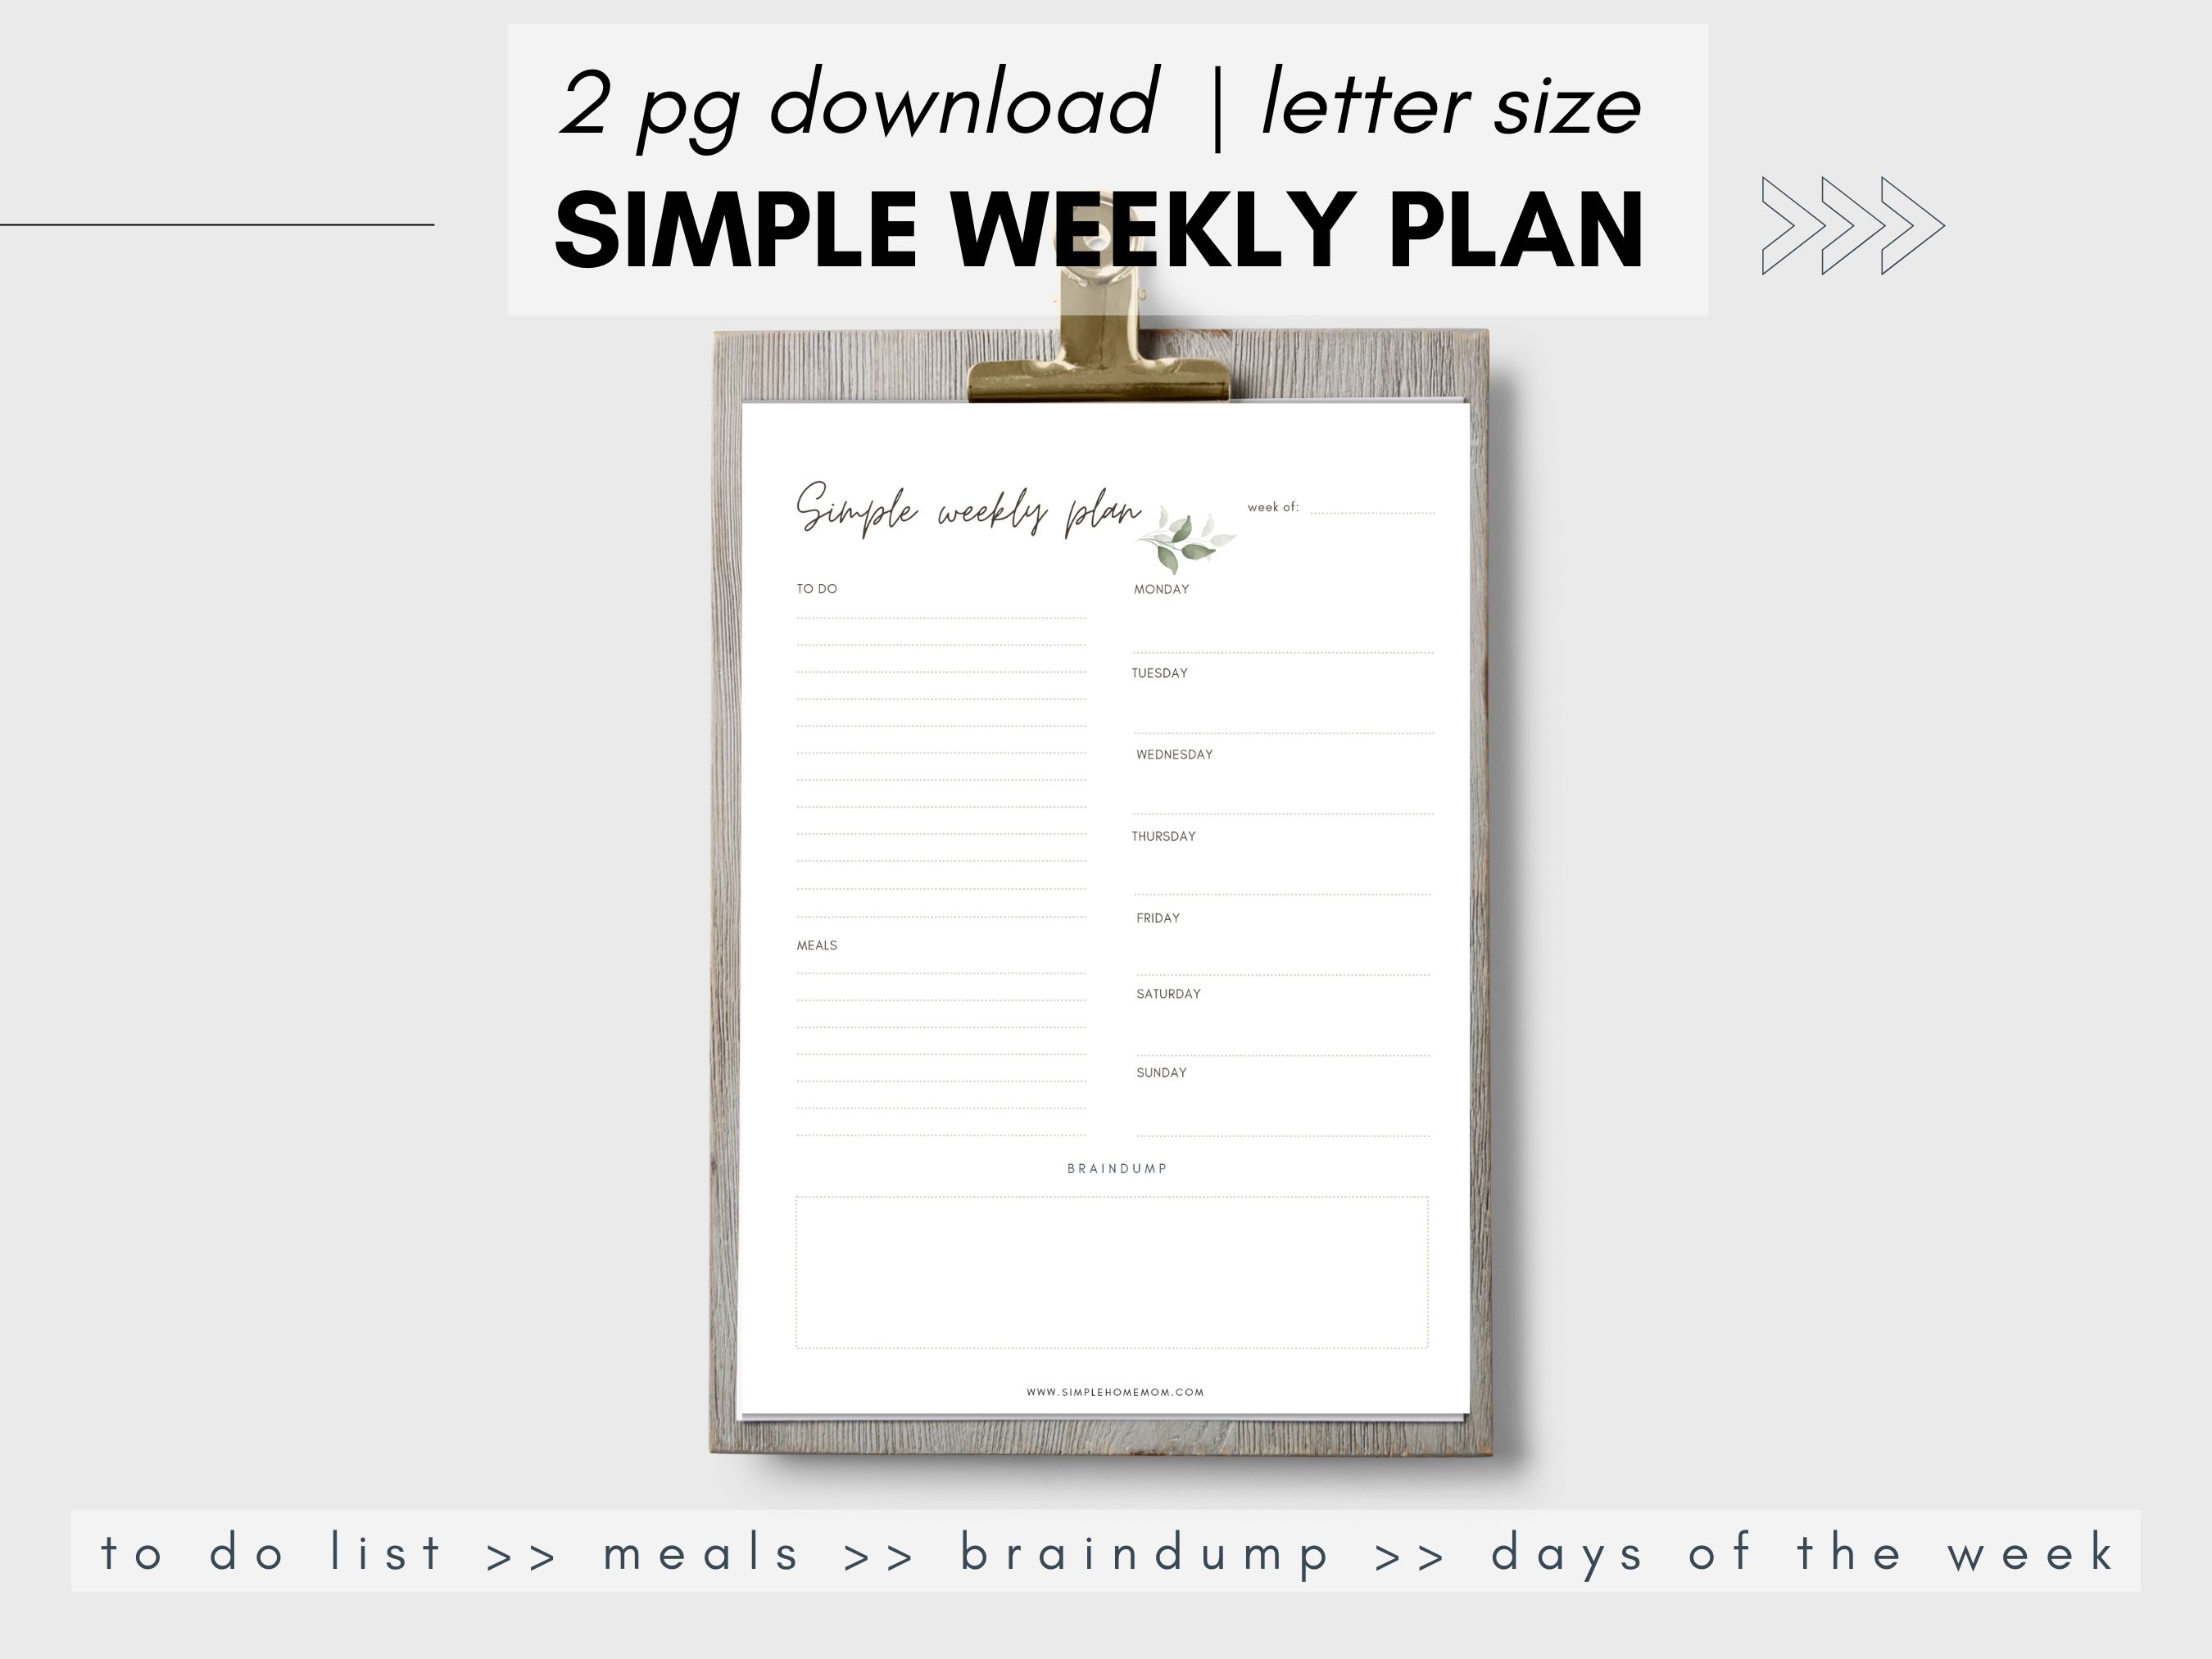 2 pg download | letter size
SIMPLE WEEKLY PLAN
Simple weekly plan
week of:
TO DO
MEALS
MONDAY
TUESDAY
WEDNESDAY
THURSDAY
FRIDAY
SATURDAY
SUNDAY
BRAINDUMP
WWW.SIMPLEHOMEMOM.COM
to do list >> meals >> braindump >> days of the week